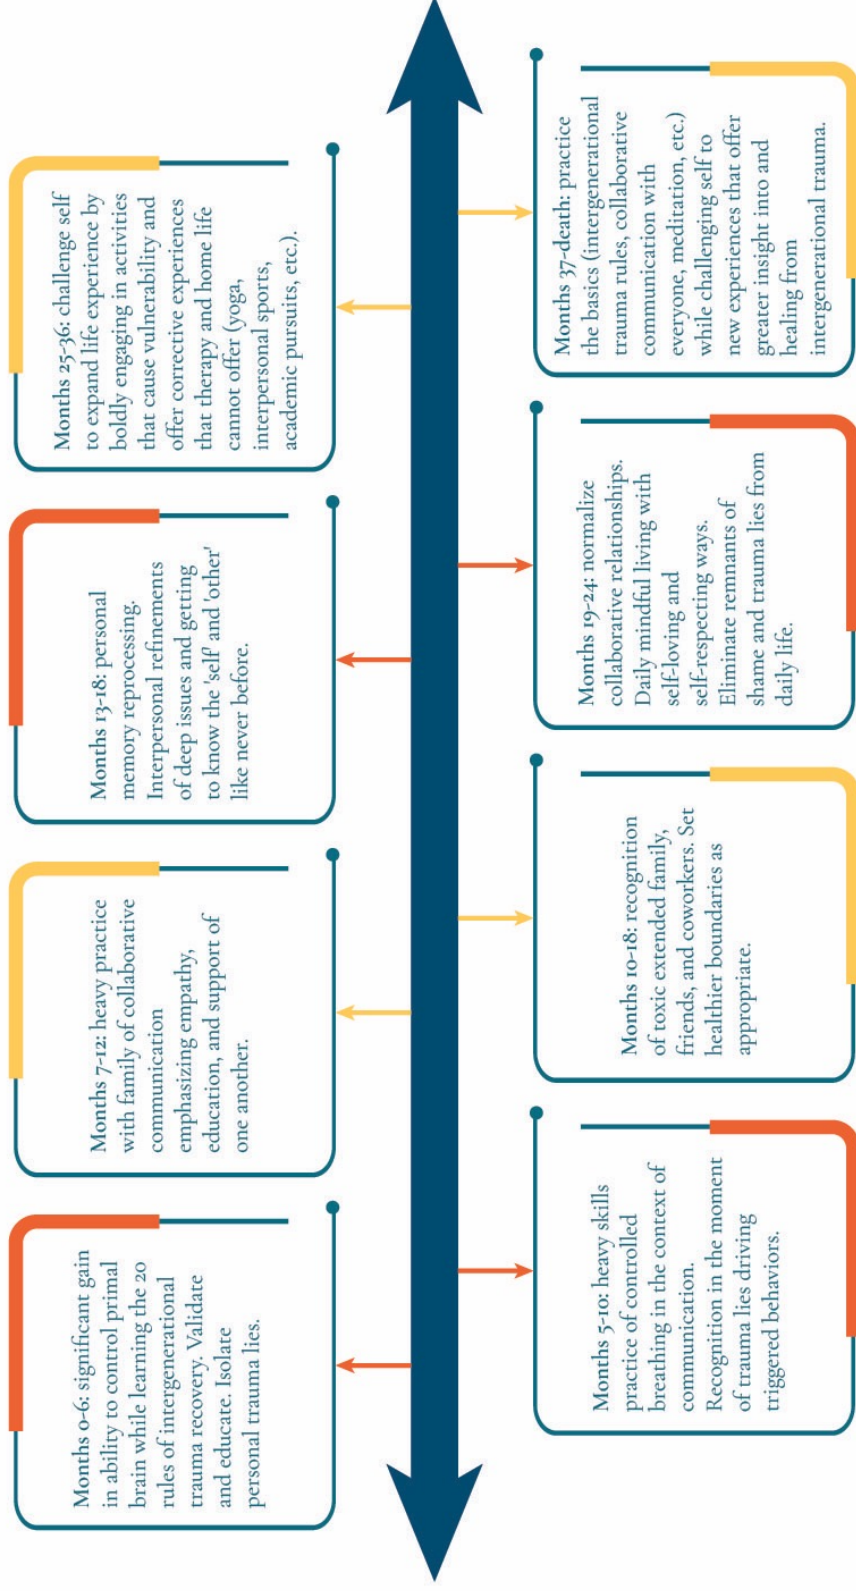 Months 0-6: significant gain
in ability to control primal
brain while learning the 20
rules of intergenerational
trauma recovery. Validate
and educate. Isolate
personal trauma lies.
Months 5-10: heavy skills
practice of controlled
breathing in the context of
communication.
Recognition in the moment
of trauma lies driving
triggered behaviors.
Months 7-12: heavy practice
with family of collaborative
communication
emphasizing empathy,
education, and support of
one another.
Months 10-18: recognition
of toxic extended family,
friends, and coworkers. Set
healthier boundaries as
appropriate.
Months 13-18: personal
memory reprocessing.
Interpersonal refinements
of deep issues and getting
to know the 'self' and 'other'
like never before.
Months 19-24: normalize
collaborative relationships.
Daily mindful living with
self-loving and
self-respecting ways.
Eliminate remnants of
shame and trauma lies from
daily life.
Months 25-36: challenge self
to expand life experience by
boldly engaging in activities
that cause vulnerability and
offer corrective experiences
that therapy and home life
cannot offer (yoga,
interpersonal sports,
academic pursuits, etc.).
Months 37-death: practice
the basics (intergenerational
trauma rules, collaborative
communication with
everyone, meditation, etc)
while challenging self to
new experiences that offer
greater insight into and
healing from
intergenerational trauma.